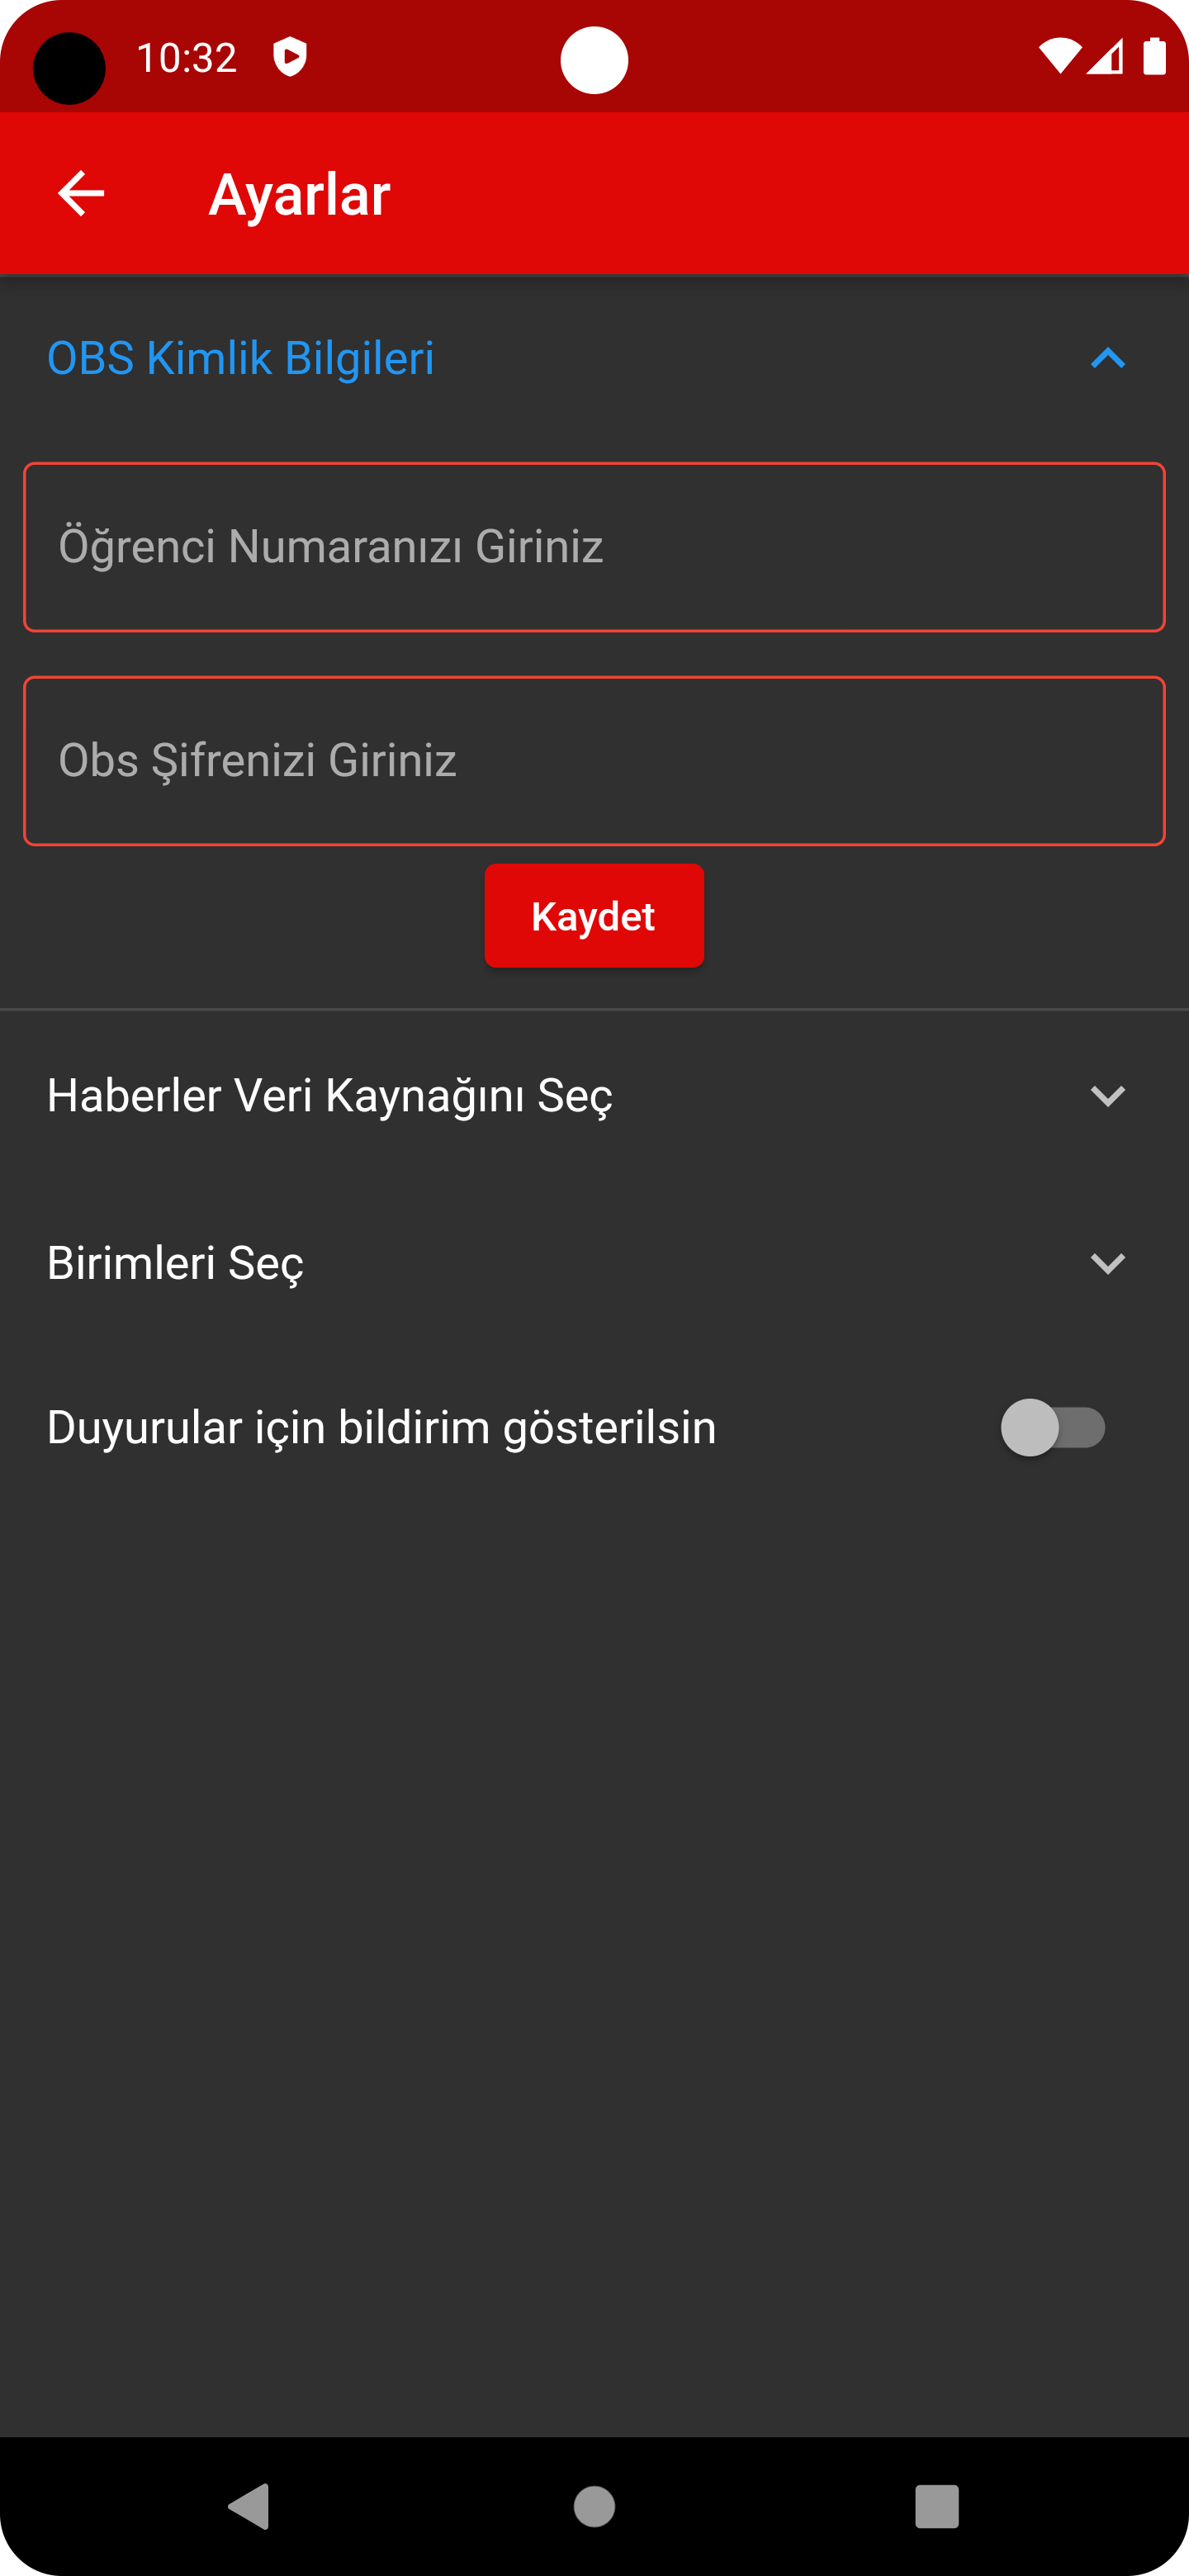 10:32
Ayarlar
OBS Kimlik Bilgileri
Öğrenci Numaranızı Giriniz
Obs Şifrenizi Giriniz
Kaydet
Haberler Veri Kaynağını Seç
Birimleri Seç
Duyurular için bildirim gösterilsin